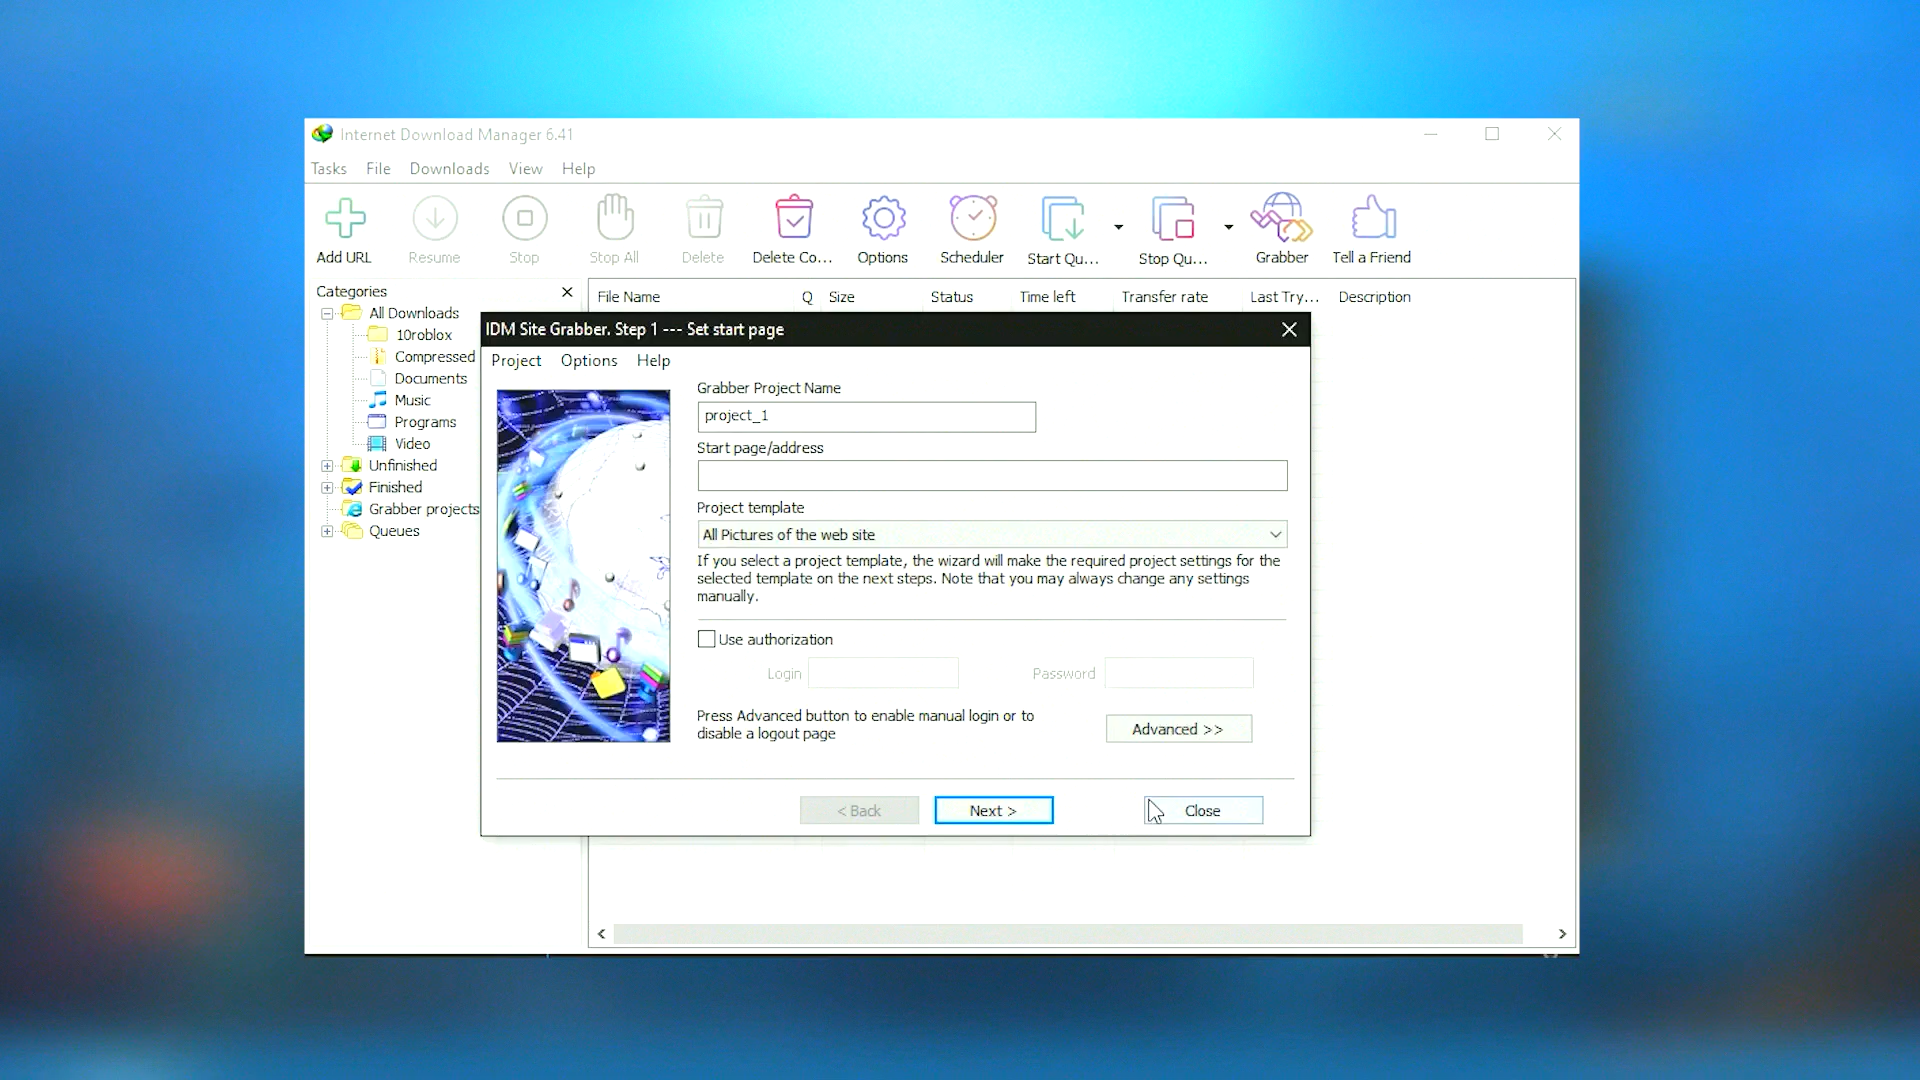 Internet Download Manager 6.41
Tasks File Downloads View Help
Add URL Resume Stop Stop All Delete Delete Co... Options Scheduler Start Qu... Stop Qu... Grabber Tell a Friend
Categories
All Downloads
10roblox
Compressed
Documents
Music
Programs
Video
Unfinished
Finished
Grabber projects
Queues
File Name Q Size Status Time left Transfer rate Last Try... Description
IDM Site Grabber. Step 1 --- Set start page
Project Options Help
Grabber Project Name
project_1
Start page/address
Project template
All Pictures of the web site
If you select a project template, the wizard will make the required project settings for the
selected template on the next steps. Note that you may always change any settings
manually.
Use authorization
Login Password
Press Advanced button to enable manual login or to
disable a logout page
Advanced >>
< Back Next > Close